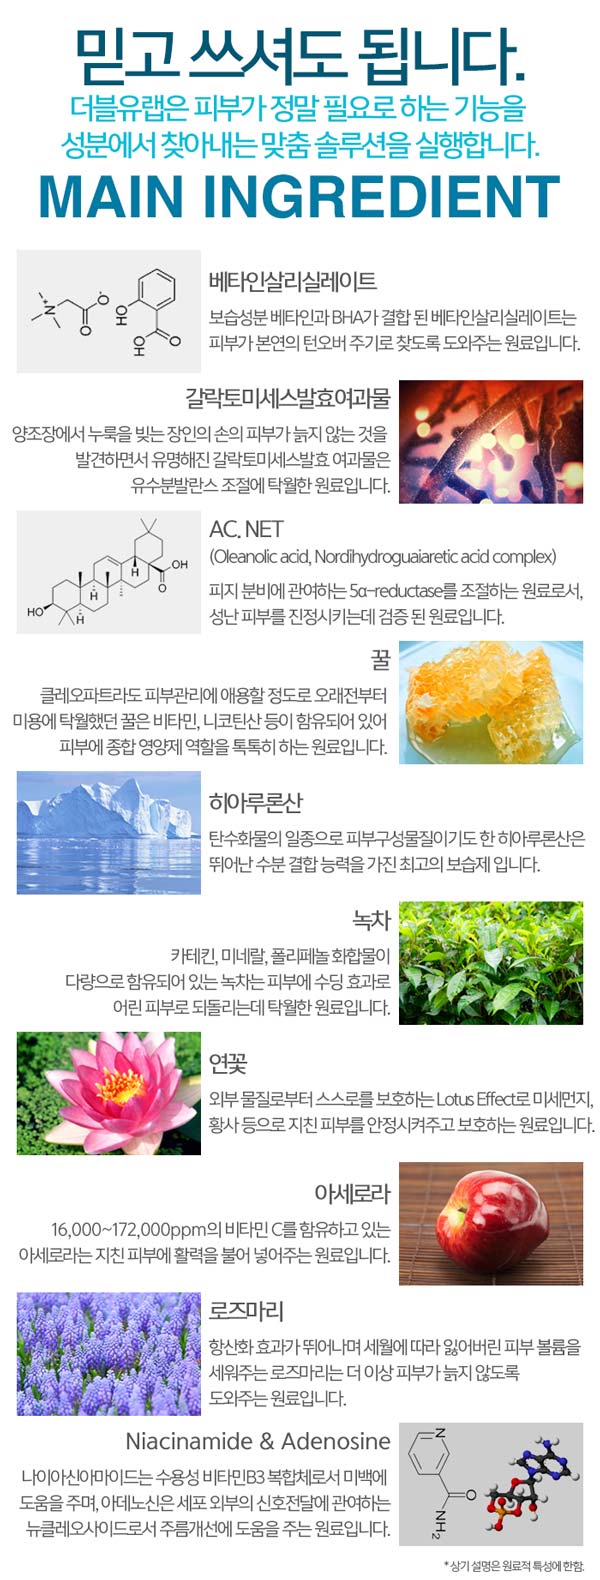 믿고 쓰셔도 됩니다.
더블유랩은 피부가 정말 필요로 하는 기능을
성분에서 찾아내는 맞춤 솔루션을 실행합니다.
MAIN INGREDIENT
베타인살리실레이트
보습성분 베타인과 BHA가 결합 된 베타인살리실레이트는
피부가 본연의 턴오버 주기로 찾도록 도와주는 원료입니다.
N+
O
O-
HO
O
OH
갈락토미세스발효여과물
양조장에서 누룩을 빚는 장인의 손의 피부가 늙지 않는 것을
발견하면서 유명해진 갈락토미세스발효 여과물은
유수분발란스 조절에 탁월한 원료입니다.
AC. NET
(Oleanolic acid, Nordihydroguaiaretic acid complex)
피지 분비에 관여하는 5α-reductase를 조절하는 원료로서,
성난 피부를 진정시키는데 검증 된 원료입니다.
H
OH
O
H
HO
H
꿀
클레오파트라도 피부관리에 애용할 정도로 오래전부터
미용에 탁월했던 꿀은 비타민, 니코틴산 등이 함유되어 있어
피부에 종합 영양제 역할을 톡톡히 하는 원료입니다.
히아루론산
탄수화물의 일종으로 피부구성물질이기도 한 히아루론산은
뛰어난 수분 결합 능력을 가진 최고의 보습제 입니다.
녹차
카테킨, 미네랄, 폴리페놀 화합물이
다량으로 함유되어 있는 녹차는 피부에 수딩 효과로
어린 피부로 되돌리는데 탁월한 원료입니다.
연꽃
외부 물질로부터 스스로를 보호하는 Lotus Effect로 미세먼지,
황사 등으로 지친 피부를 안정시켜주고 보호하는 원료입니다.
아세로라
16,000~172,000ppm의 비타민 C를 함유하고 있는
아세로라는 지친 피부에 활력을 불어 넣어주는 원료입니다.
로즈마리
항산화 효과가 뛰어나며 세월에 따라 잃어버린 피부 볼륨을
세워주는 로즈마리는 더 이상 피부가 늙지 않도록
도와주는 원료입니다.
Niacinamide & Adenosine
나이아신아마이드는 수용성 비타민B3 복합체로서 미백에
도움을 주며, 아데노신은 세포 외부의 신호전달에 관여하는
뉴클레오사이드로서 주름개선에 도움을 주는 원료입니다.
N
O
NH2
* 상기 설명은 원료적 특성에 한함.